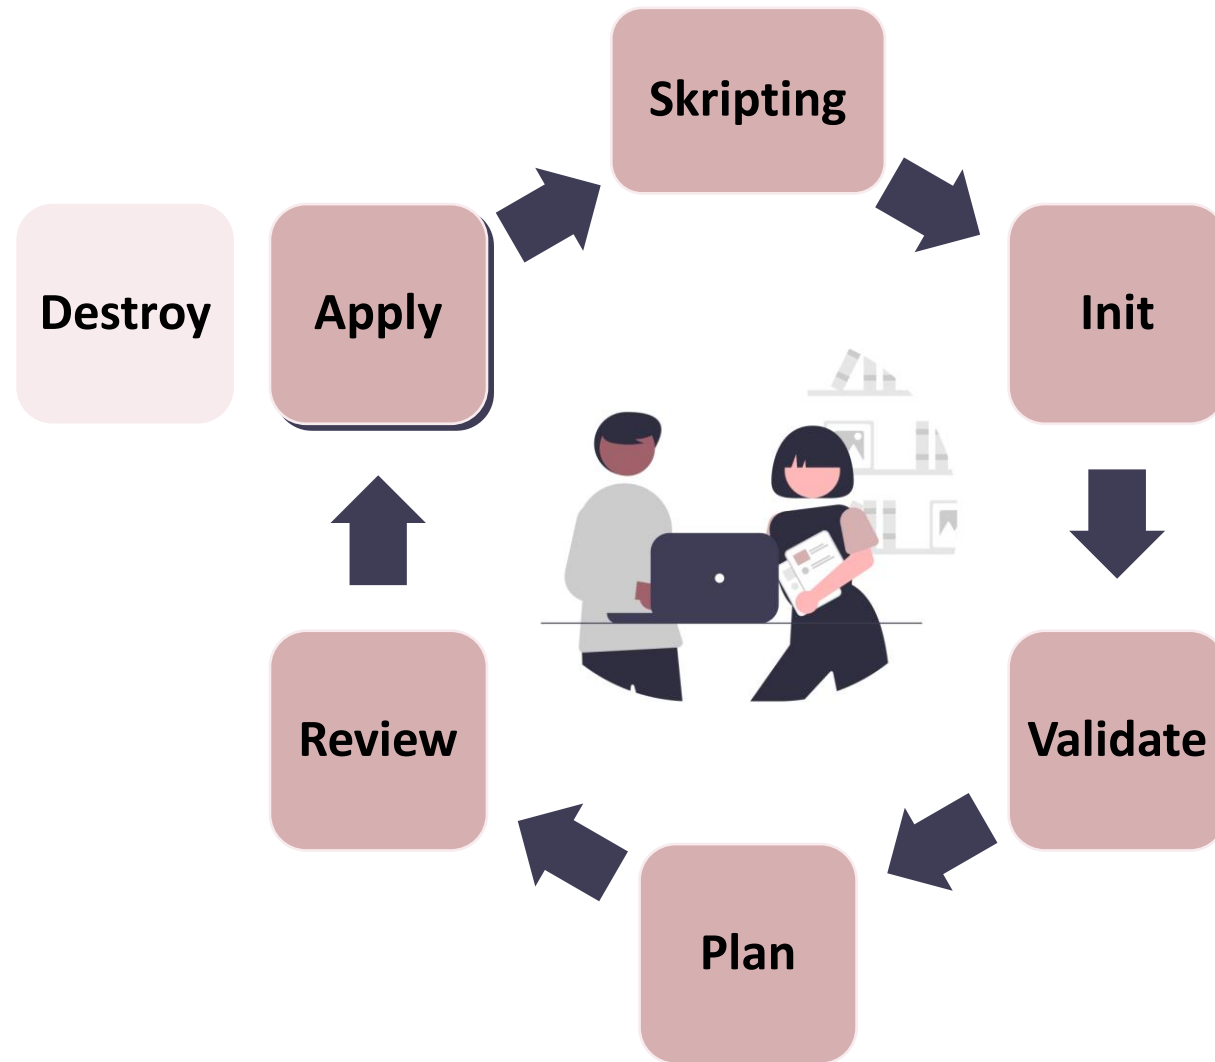 Skripting
Destroy
Apply
Init
Review
Validate
Plan